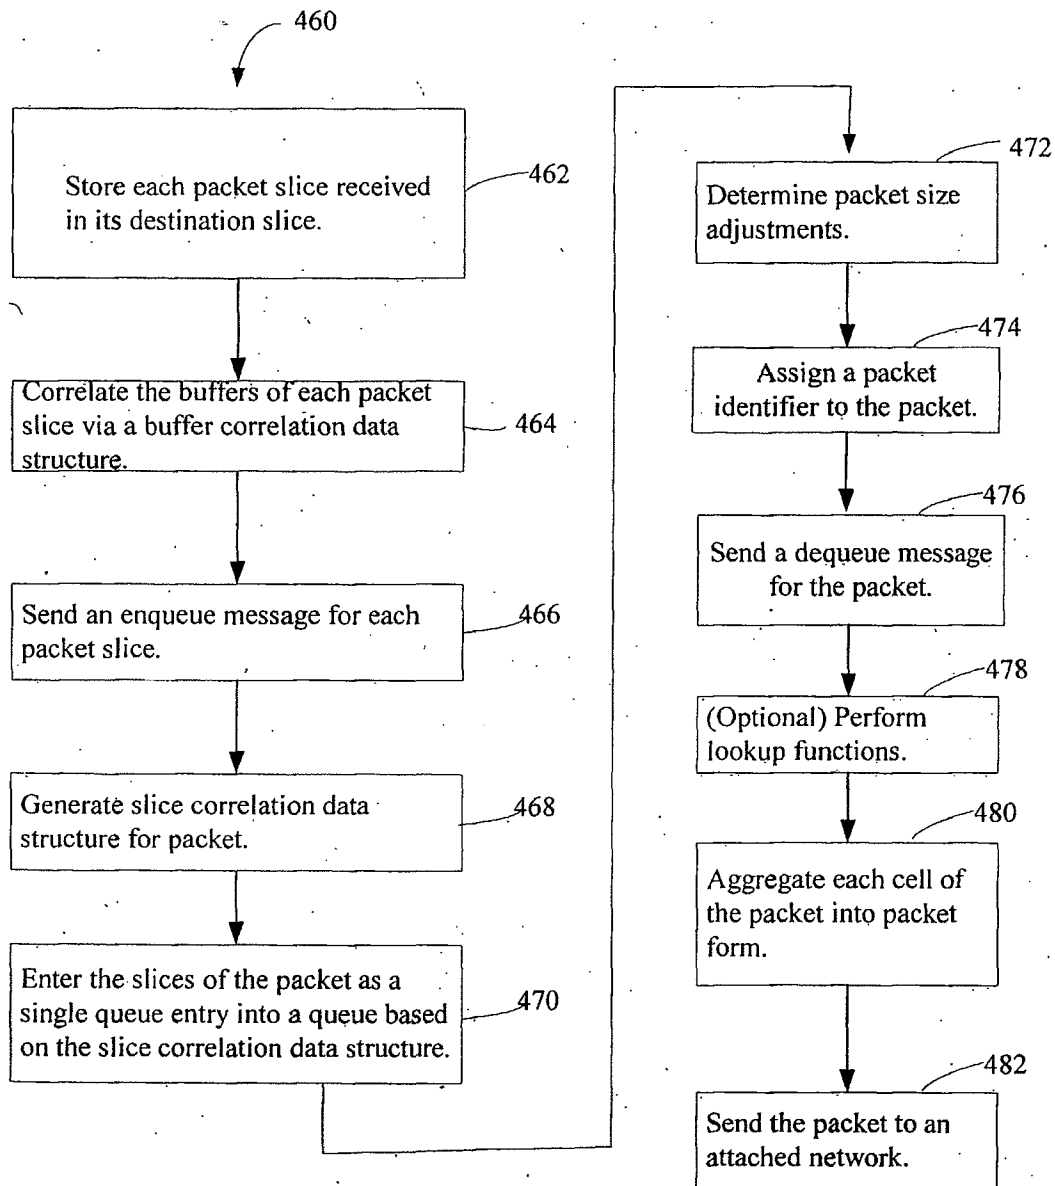 460
Store each packet slice received
in its destination slice.
462
Correlate the buffers of each packet
slice via a buffer correlation data
structure.
464
Send an enqueue message for each
packet slice.
466
Generate slice correlation data
structure for packet.
468
Enter the slices of the packet as a
single queue entry into a queue based
on the slice correlation data structure.
470
472
Determine packet size
adjustments.
474
Assign a packet
identifier to the packet.
476
Send a dequeue message
for the packet.
478
(Optional) Perform
lookup functions.
480
Aggregate each cell of
the packet into packet
form.
482
Send the packet to an
attached network.